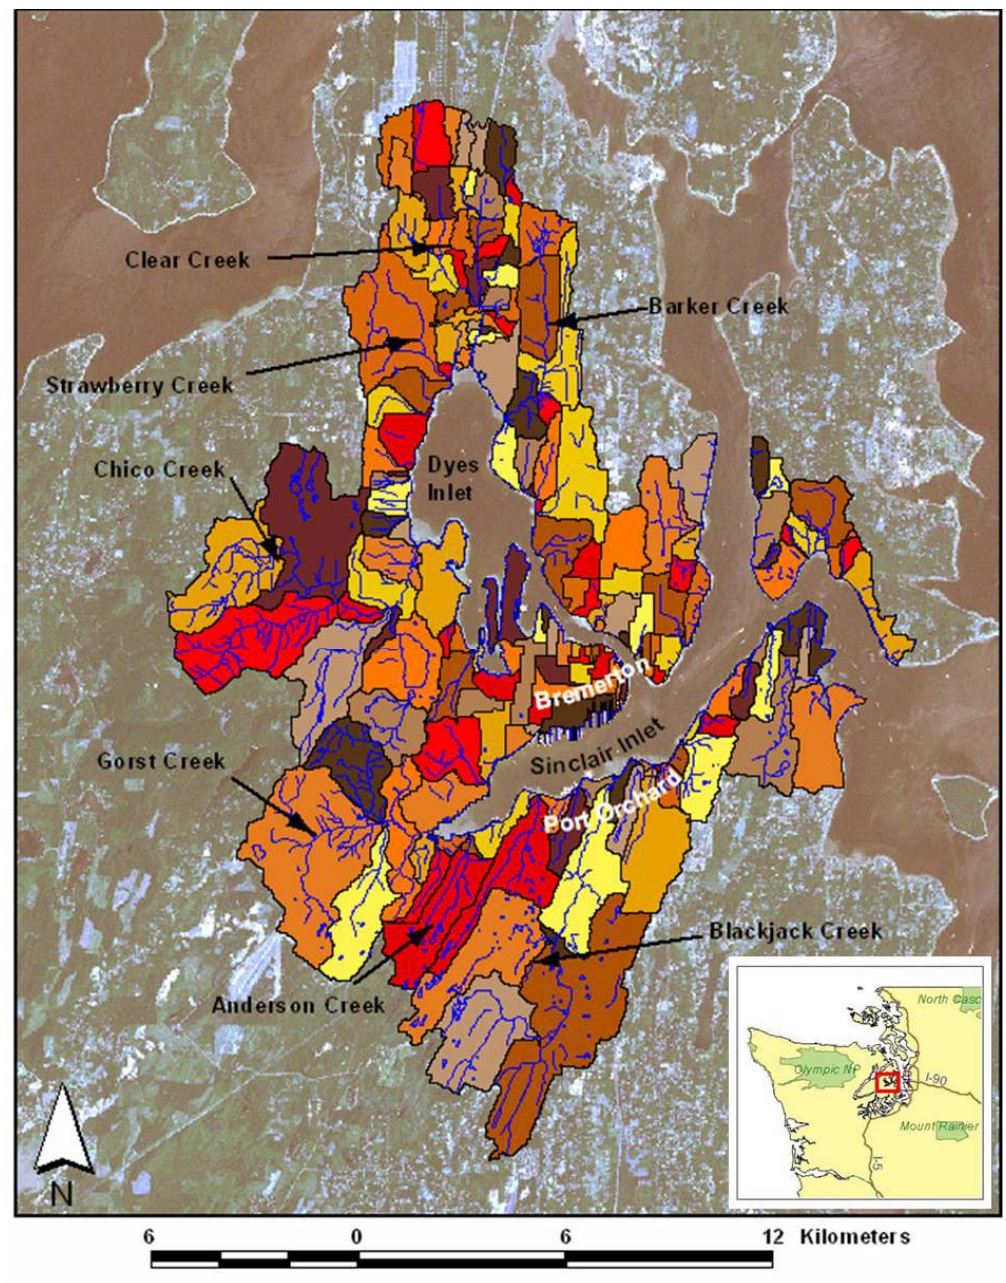 Clear Creek
Barker Creek
Strawberry Creek
Chico Creek
Dyes
Inlet
Bremerton
Sinclair Inlet
Gorst Creek
Port Orchard
Blackjack Creek
Anderson Creek
North Casc
Olympic NP
I-90
Mount Rainier
I-5
N
6 0 6 12 Kilometers